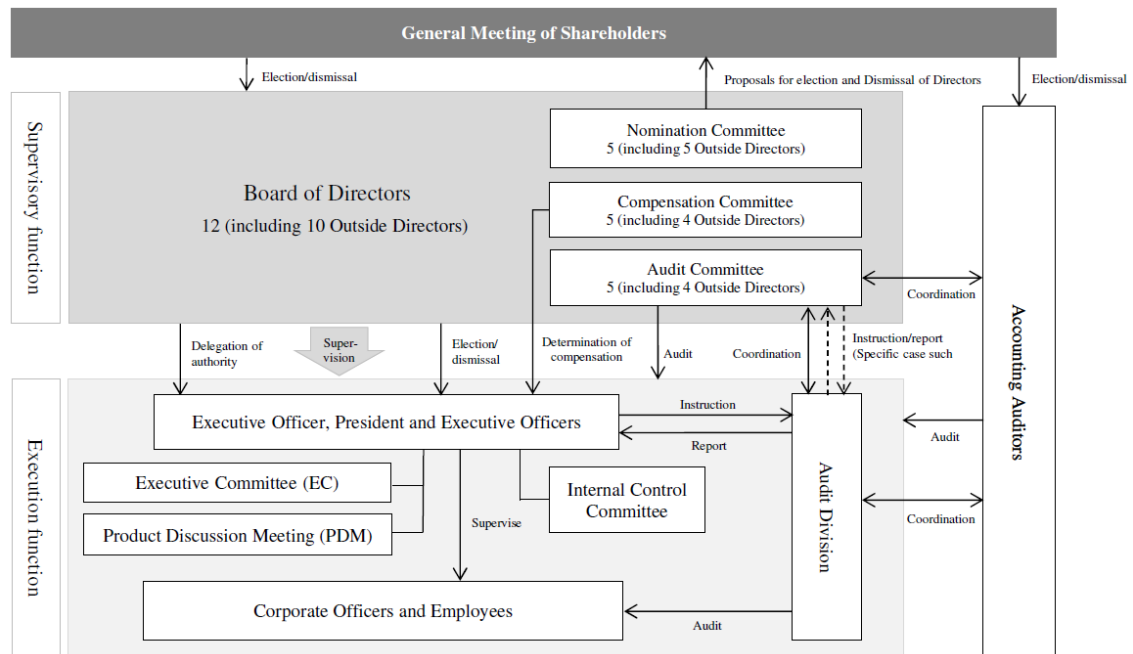 General Meeting of Shareholders
Election/dismissal
Proposals for election and Dismissal of Directors
Election/dismissal
Supervisory function
Board of Directors
12 (including 10 Outside Directors)
Nomination Committee
5 (including 5 Outside Directors)
Compensation Committee
5 (including 4 Outside Directors)
Audit Committee
5 (including 4 Outside Directors)
Coordination
Accounting Auditors
Delegation of
authority
Super-
vision
Election/
dismissal
Determination of
compensation
Audit
Coordination
Instruction/report
(Specific case such
Execution function
Executive Officer, President and Executive Officers
Instruction
Report
Audit Division
Audit
Executive Committee (EC)
Product Discussion Meeting (PDM)
Supervise
Internal Control
Committee
Coordination
Corporate Officers and Employees
Audit